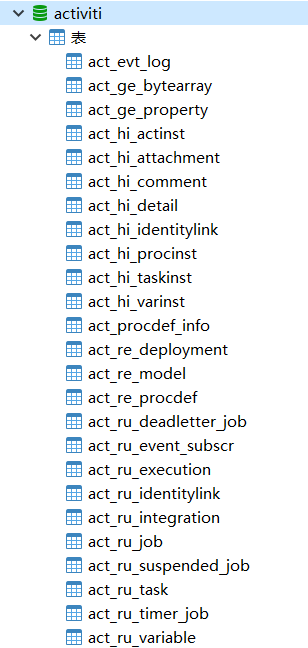 activiti
表
act_evt_log
act_ge_bytearray
act_ge_property
act_hi_actinst
act_hi_attachment
act_hi_comment
act_hi_detail
act_hi_identitylink
act_hi_procinst
act_hi_taskinst
act_hi_varinst
act_procdef_info
act_re_deployment
act_re_model
act_re_procdef
act_ru_deadletter_job
act_ru_event_subscr
act_ru_execution
act_ru_identitylink
act_ru_integration
act_ru_job
act_ru_suspended_job
act_ru_task
act_ru_timer_job
act_ru_variable